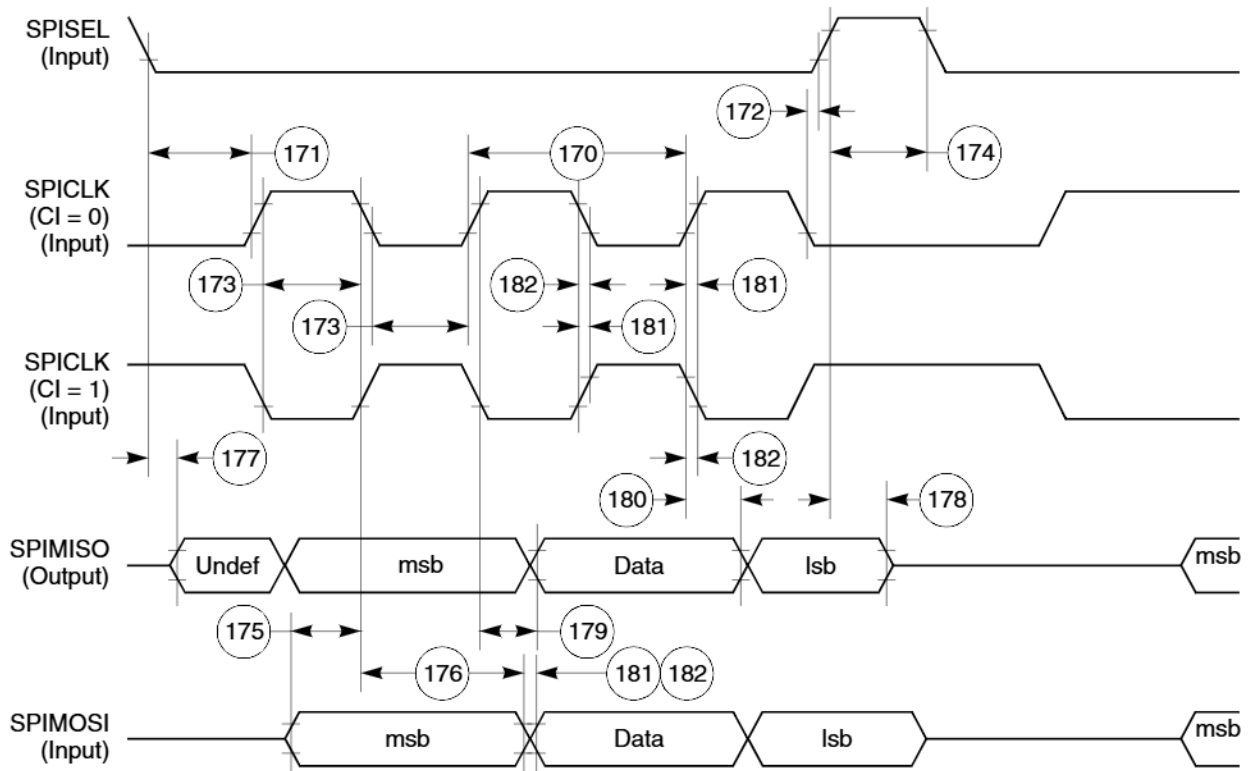 SPISEL
(Input)
172
171
170
174
SPICLK
(CI = 0)
(Input)
173
182
181
173
181
SPICLK
(CI = 1)
(Input)
177
182
180
178
SPIMISO
(Output)
Undef
msb
Data
lsb
msb
175
179
176
181
182
SPIMOSI
(Input)
msb
Data
lsb
msb